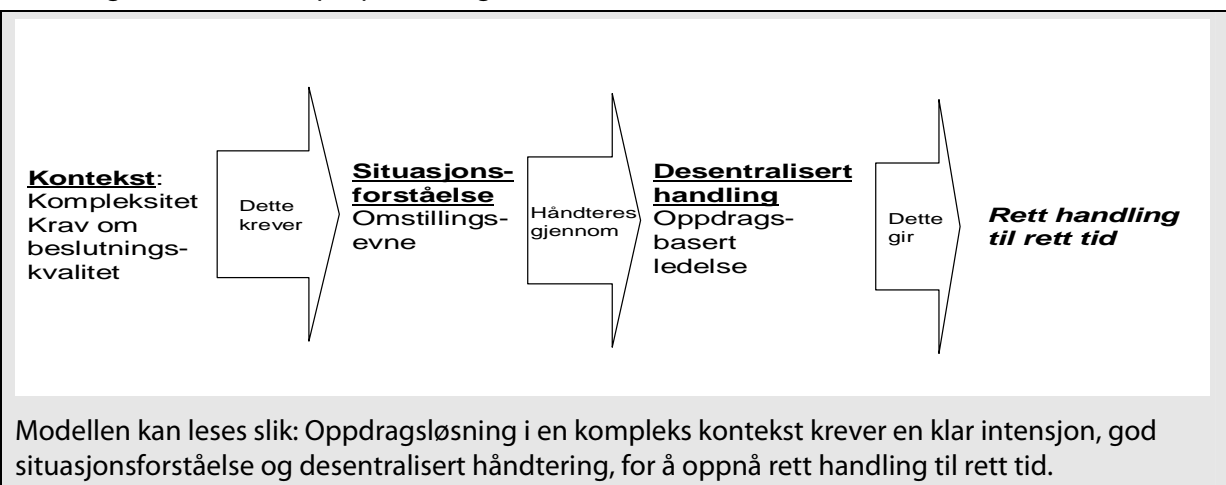 Kontekst:
Kompleksitet
Krav om
beslutnings-
kvalitet
Dette
krever
Situasjons-
forståelse
Omstillings-
evne
Håndteres
gjennom
Desentralisert
handling
Oppdrags-
basert
ledelse
Dette
gir
Rett handling
til rett tid
Modellen kan leses slik: Oppdragsløsning i en kompleks kontekst krever en klar intensjon, god
situasjonsforståelse og desentralisert håndtering, for å oppnå rett handling til rett tid.